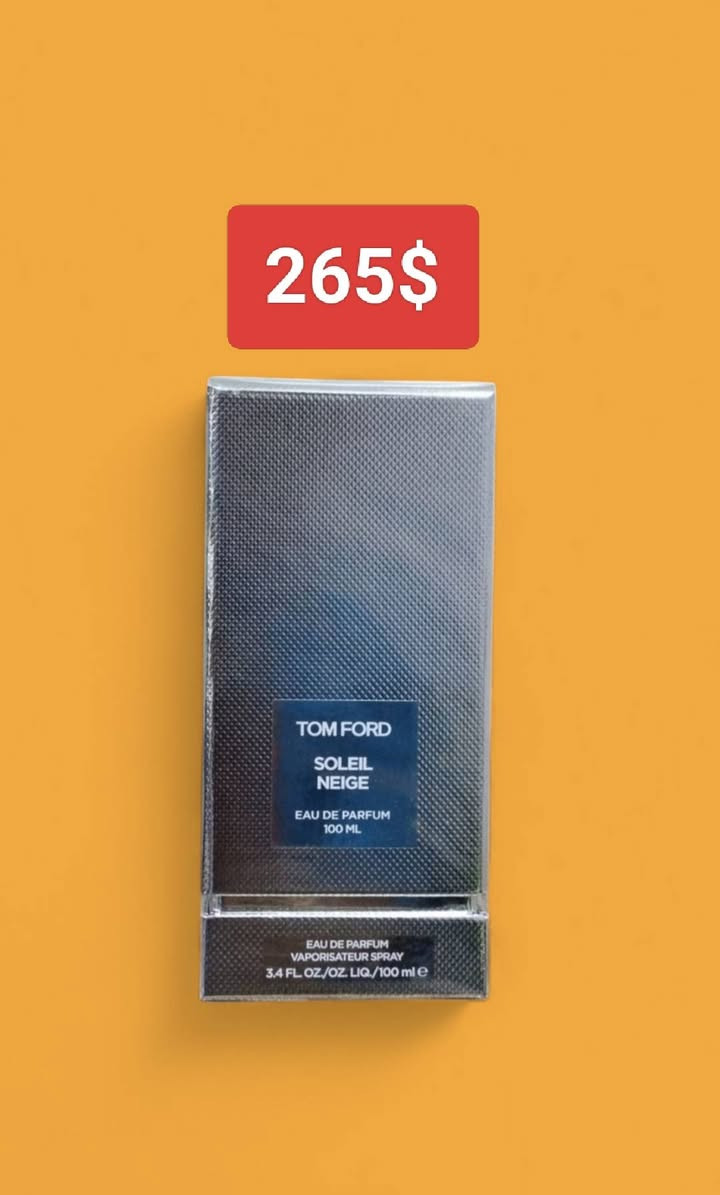 265$
TOM FORD
SOLEIL
NEIGE
EAU DE PARFUM
100 ML
EAU DE PARFUM
VAPORISATEUR SPRAY
3.4 FL. OZ./OZ. LIQ./100 ml ℮